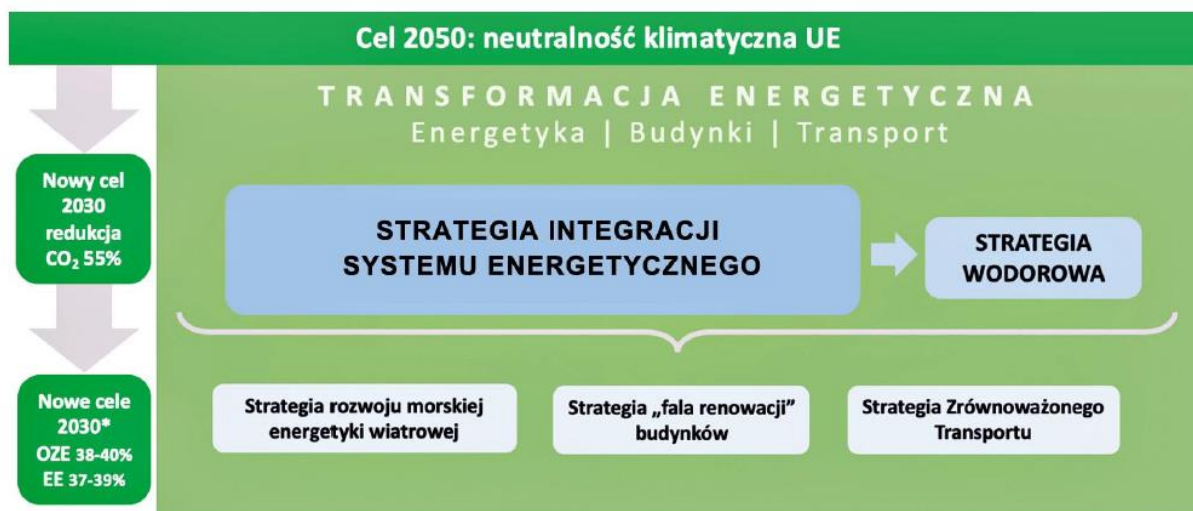 Cel 2050: neutralność klimatyczna UE
TRANSFORMACJA ENERGETYCZNA
Energetyka | Budynki | Transport
Nowy cel
2030
redukcja
CO₂ 55%
STRATEGIA INTEGRACJI
SYSTEMU ENERGETYCZNEGO
STRATEGIA
WODOROWA
Nowe cele
2030*
OZE 38-40%
EE 37-39%
Strategia rozwoju morskiej
energetyki wiatrowej
Strategia „fala renowacji”
budynków
Strategia Zrównoważonego
Transportu